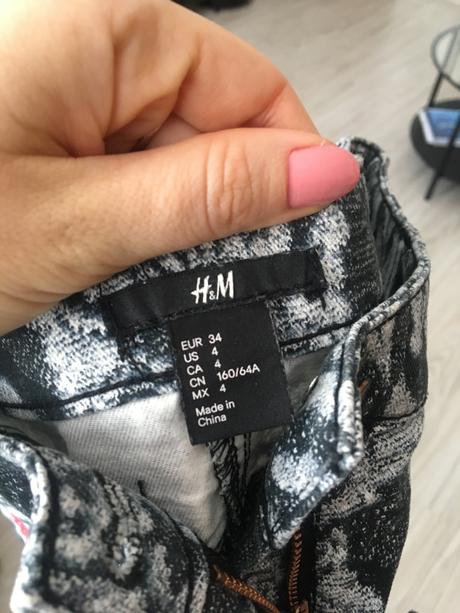 H&M
EUR 34
US 4
CA 4
CN 160/64A
MX 4
Made in
China